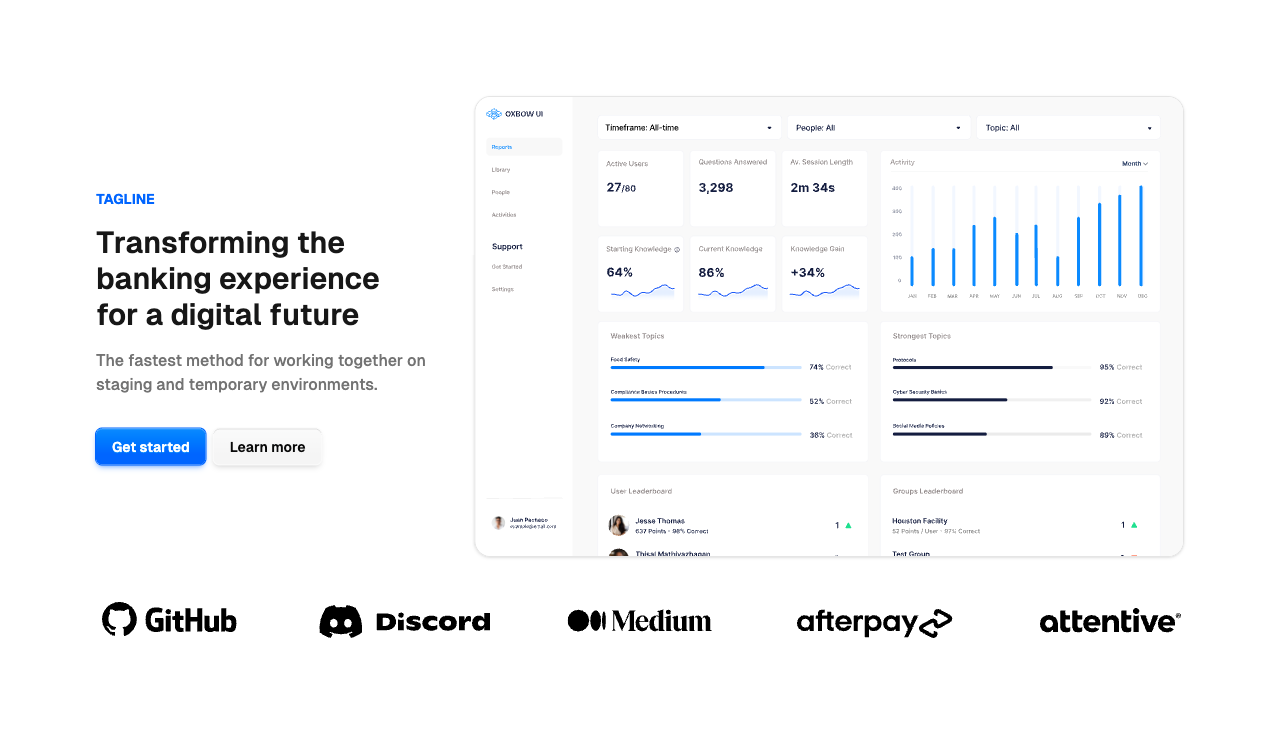 TAGLINE
Transforming the
banking experience
for a digital future
The fastest method for working together on
staging and temporary environments.
Get started
Learn more
OXBOW UI
Reports
Library
People
Activities
Support
Get Started
Settings
Juan Pacheco
Timeframe: All-time
People: All
Topic: All
Active Users
27/80
Questions Answered
3,298
Av. Session Length
2m 34s
Starting Knowledge
64%
Current Knowledge
86%
Knowledge Gain
+34%
Activity
Month
400
300
200
100
0
JAN FEB MAR APR MAY JUN JUL AUG SEP OCT NOV DEC
Weakest Topics
Food Safety
74% Correct
Compliance Basics Procedures
52% Correct
Company Networking
36% Correct
Strongest Topics
Protocols
95% Correct
Cyber Security Basics
92% Correct
Social Media Policies
89% Correct
User Leaderboard
Jesse Thomas
637 Points - 98% Correct
1
Thisal Mathiyazhagan
Groups Leaderboard
Houston Facility
52 Points / User - 97% Correct
1
Test Group
GitHub
Discord
Medium
afterpay
attentive®